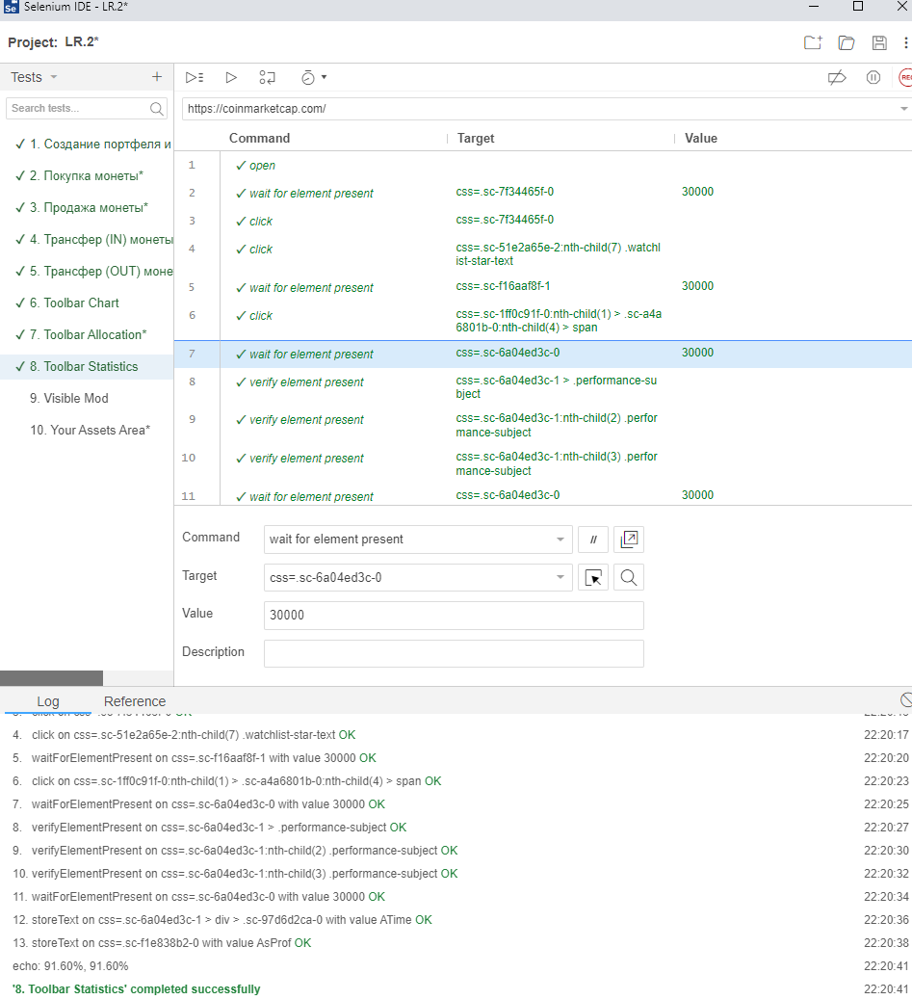 Selenium IDE - LR.2*
Project: LR.2*
Tests
Search tests...
✓ 1. Создание портфеля и
✓ 2. Покупка монеты*
✓ 3. Продажа монеты*
✓ 4. Трансфер (IN) монеты
✓ 5. Трансфер (OUT) моне
✓ 6. Toolbar Chart
✓ 7. Toolbar Allocation*
✓ 8. Toolbar Statistics
9. Visible Mod
10. Your Assets Area*
REC
https://coinmarketcap.com/
Command Target Value
1 ✓ open
2 ✓ wait for element present css=.sc-7f34465f-0 30000
3 ✓ click css=.sc-7f34465f-0
4 ✓ click css=.sc-51e2a65e-2:nth-child(7) .watchl
ist-star-text
5 ✓ wait for element present css=.sc-f16aaf8f-1 30000
6 ✓ click css=.sc-1ff0c91f-0:nth-child(1) > .sc-a4a
6801b-0:nth-child(4) > span
7 ✓ wait for element present css=.sc-6a04ed3c-0 30000
8 ✓ verify element present css=.sc-6a04ed3c-1 > .performance-su
bject
9 ✓ verify element present css=.sc-6a04ed3c-1:nth-child(2) .perfor
mance-subject
10 ✓ verify element present css=.sc-6a04ed3c-1:nth-child(3) .perfor
mance-subject
11 ✓ wait for element present css=.sc-6a04ed3c-0 30000
Command wait for element present //
Target css=.sc-6a04ed3c-0
Value 30000
Description
Log Reference
4. click on css=.sc-51e2a65e-2:nth-child(7) .watchlist-star-text OK 22:20:17
5. waitForElementPresent on css=.sc-f16aaf8f-1 with value 30000 OK 22:20:20
6. click on css=.sc-1ff0c91f-0:nth-child(1) > .sc-a4a6801b-0:nth-child(4) > span OK 22:20:23
7. waitForElementPresent on css=.sc-6a04ed3c-0 with value 30000 OK 22:20:25
8. verifyElementPresent on css=.sc-6a04ed3c-1 > .performance-subject OK 22:20:27
9. verifyElementPresent on css=.sc-6a04ed3c-1:nth-child(2) .performance-subject OK 22:20:30
10. verifyElementPresent on css=.sc-6a04ed3c-1:nth-child(3) .performance-subject OK 22:20:32
11. waitForElementPresent on css=.sc-6a04ed3c-0 with value 30000 OK 22:20:34
12. storeText on css=.sc-6a04ed3c-1 > div > .sc-97d6d2ca-0 with value ATime OK 22:20:36
13. storeText on css=.sc-f1e838b2-0 with value AsProf OK 22:20:38
echo: 91.60%, 91.60% 22:20:41
'8. Toolbar Statistics' completed successfully 22:20:41